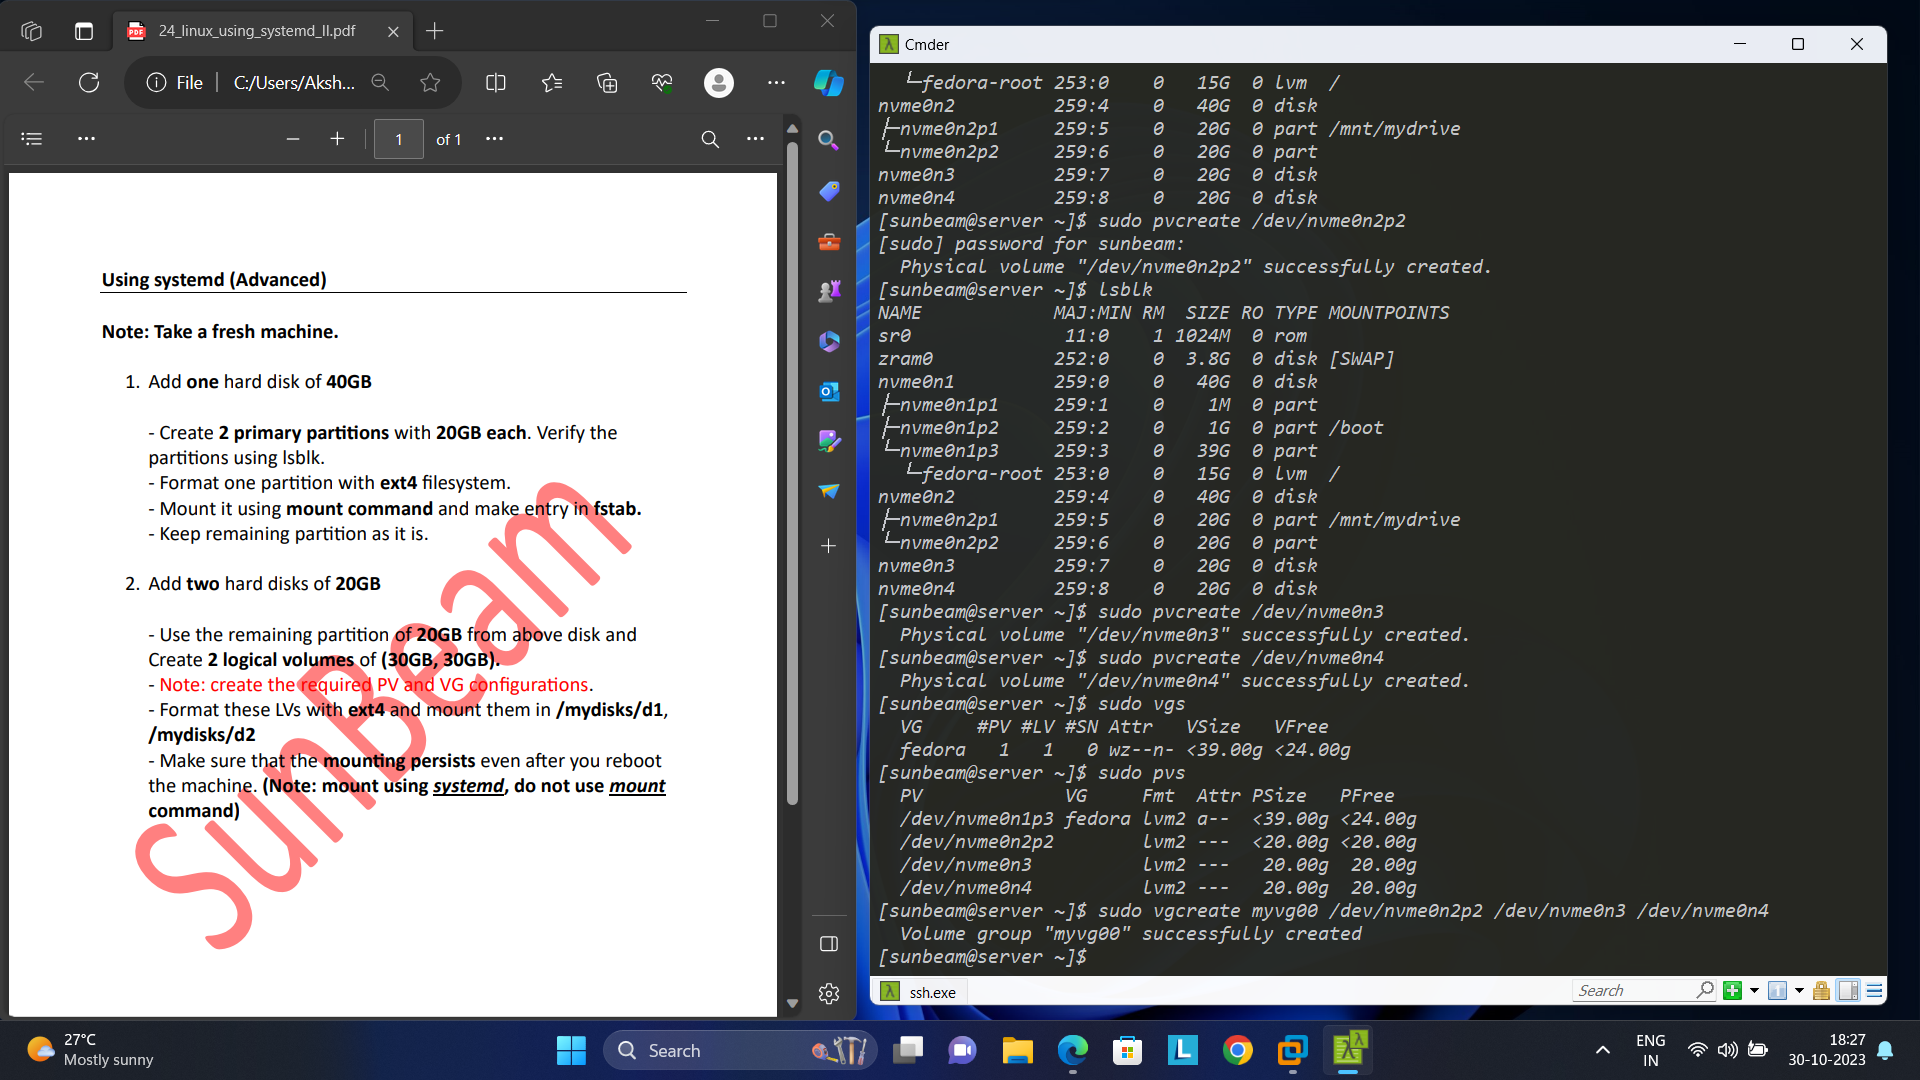 24_linux_using_systemd_II.pdf
File
C:/Users/Aksh...
1
of 1
Using systemd (Advanced)
Note: Take a fresh machine.
1. Add one hard disk of 40GB
- Create 2 primary partitions with 20GB each. Verify the
partitions using lsblk.
- Format one partition with ext4 filesystem.
- Mount it using mount command and make entry in fstab.
- Keep remaining partition as it is.
2. Add two hard disks of 20GB
- Use the remaining partition of 20GB from above disk and
Create 2 logical volumes of (30GB, 30GB).
- Note: create the required PV and VG configurations.
- Format these LVs with ext4 and mount them in /mydisks/d1,
/mydisks/d2
- Make sure that the mounting persists even after you reboot
the machine. (Note: mount using systemd, do not use mount
command)
SunBeam
Cmder
└─fedora-root 253:0 0 15G 0 lvm /
nvme0n2 259:4 0 40G 0 disk
├─nvme0n2p1 259:5 0 20G 0 part /mnt/mydrive
└─nvme0n2p2 259:6 0 20G 0 part
nvme0n3 259:7 0 20G 0 disk
nvme0n4 259:8 0 20G 0 disk
[sunbeam@server ~]$ sudo pvcreate /dev/nvme0n2p2
[sudo] password for sunbeam:
Physical volume "/dev/nvme0n2p2" successfully created.
[sunbeam@server ~]$ lsblk
NAME MAJ:MIN RM SIZE RO TYPE MOUNTPOINTS
sr0 11:0 1 1024M 0 rom
zram0 252:0 0 3.8G 0 disk [SWAP]
nvme0n1 259:0 0 40G 0 disk
├─nvme0n1p1 259:1 0 1M 0 part
├─nvme0n1p2 259:2 0 1G 0 part /boot
└─nvme0n1p3 259:3 0 39G 0 part
└─fedora-root 253:0 0 15G 0 lvm /
nvme0n2 259:4 0 40G 0 disk
├─nvme0n2p1 259:5 0 20G 0 part /mnt/mydrive
└─nvme0n2p2 259:6 0 20G 0 part
nvme0n3 259:7 0 20G 0 disk
nvme0n4 259:8 0 20G 0 disk
[sunbeam@server ~]$ sudo pvcreate /dev/nvme0n3
Physical volume "/dev/nvme0n3" successfully created.
[sunbeam@server ~]$ sudo pvcreate /dev/nvme0n4
Physical volume "/dev/nvme0n4" successfully created.
[sunbeam@server ~]$ sudo vgs
VG #PV #LV #SN Attr VSize VFree
fedora 1 1 0 wz--n- <39.00g <24.00g
[sunbeam@server ~]$ sudo pvs
PV VG Fmt Attr PSize PFree
/dev/nvme0n1p3 fedora lvm2 a-- <39.00g <24.00g
/dev/nvme0n2p2 lvm2 --- <20.00g <20.00g
/dev/nvme0n3 lvm2 --- 20.00g 20.00g
/dev/nvme0n4 lvm2 --- 20.00g 20.00g
[sunbeam@server ~]$ sudo vgcreate myvg00 /dev/nvme0n2p2 /dev/nvme0n3 /dev/nvme0n4
Volume group "myvg00" successfully created
[sunbeam@server ~]$
ssh.exe
Search
27°C
Mostly sunny
Search
ENG
IN
18:27
30-10-2023